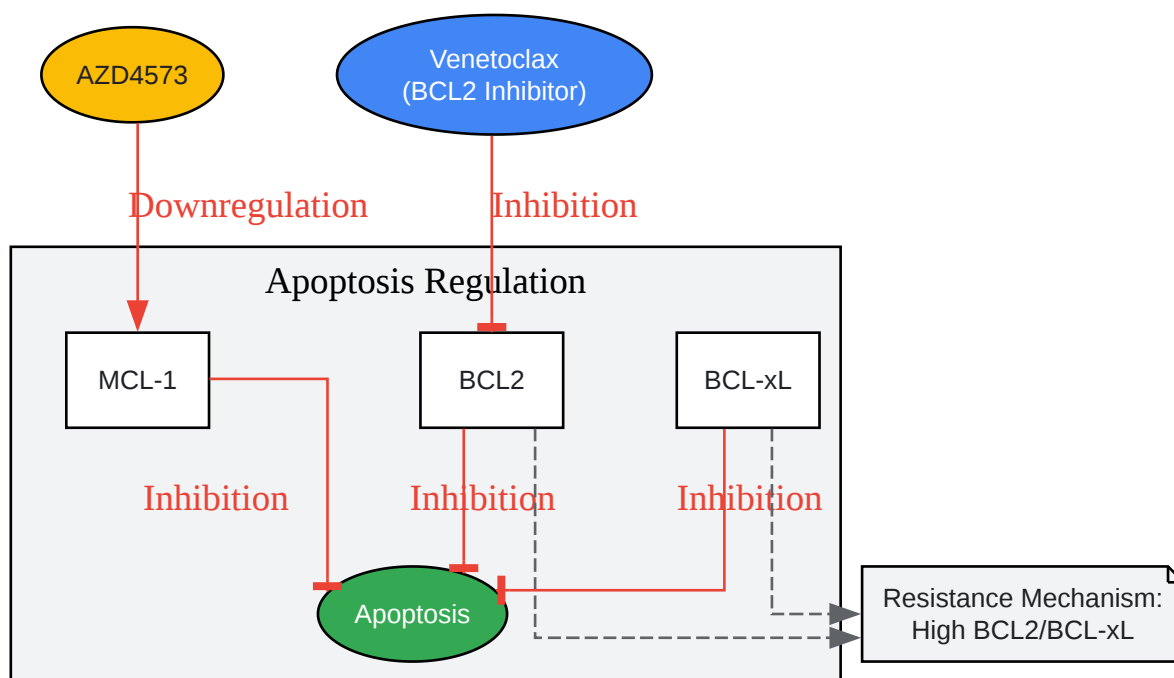 AZD4573
Venetoclax
(BCL2 Inhibitor)
Downregulation
Inhibition
Apoptosis Regulation
MCL-1
BCL2
BCL-xL
Inhibition
Inhibition
Inhibition
Apoptosis
Resistance Mechanism:
High BCL2/BCL-xL